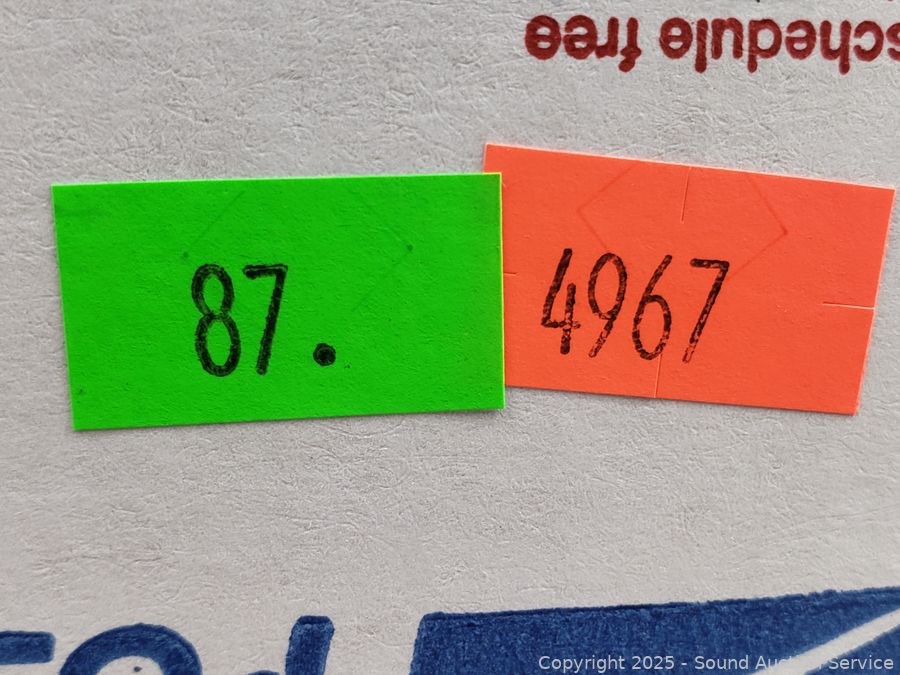 schedule free
87.
4967
Copyright 2025 - Sound Auction Service